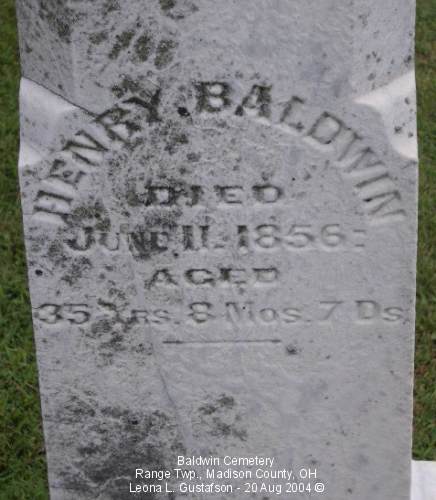 HENRY BALDWIN
DIED
JUNE 11. 1856:
AGED
35 YRS. 8 MOS. 7 DS.
Baldwin Cemetery
Range Twp., Madison County, OH
Leona L. Gustafson - 20 Aug 2004 ©